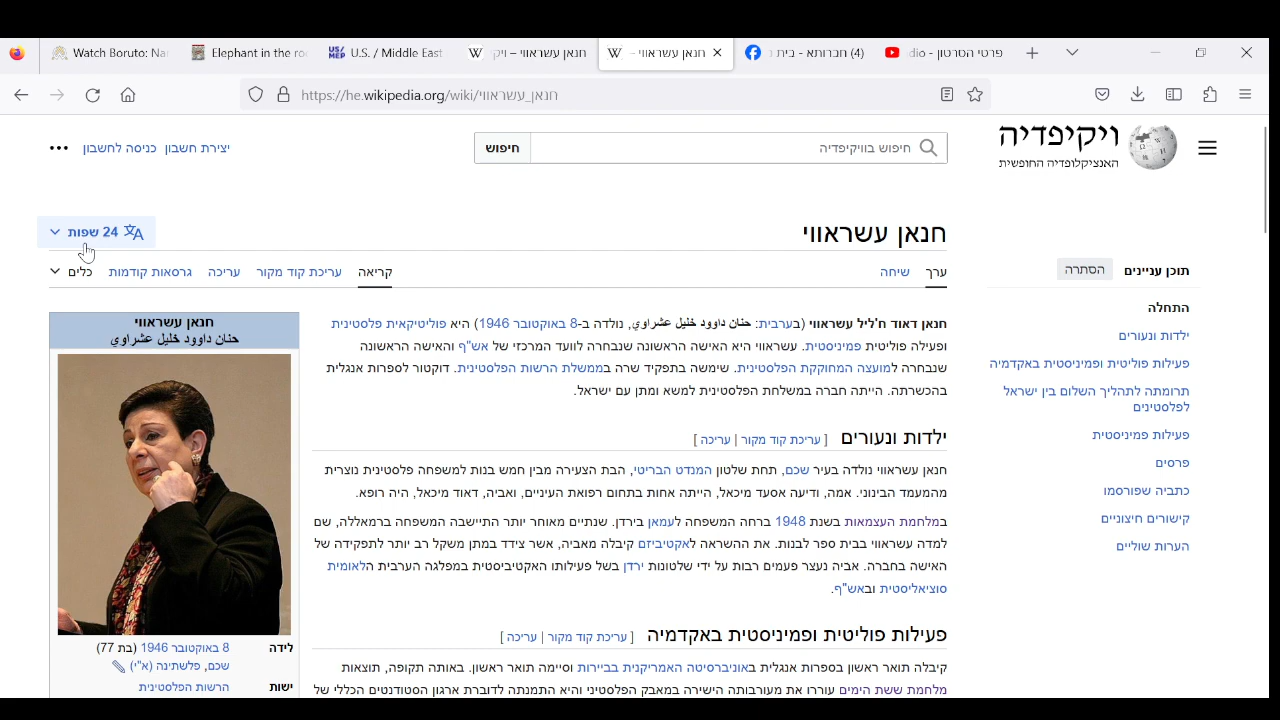 Watch Boruto: Na
Elephant in the ro
U.S. / Middle East
חנאן עשראווי – ויק
חנאן עשראווי –
(4) חברותא - בית
פרטי הסרטון - dio
https://he.wikipedia.org/wiki/חנאן_עשראווי
ויקיפדיה
האנציקלופדיה החופשית
חיפוש בוויקיפדיה
חיפוש
יצירת חשבון
כניסה לחשבון
חנאן עשראווי
24 שפות
ערך
שיחה
קריאה
עריכת קוד מקור
עריכה
גרסאות קודמות
כלים
תוכן עניינים
הסתרה
התחלה
ילדות ונעורים
פעילות פוליטית ופמיניסטית באקדמיה
תרומתה לתהליך השלום בין ישראל
לפלסטינים
פעילות פמיניסטית
פרסים
כתביה שפורסמו
קישורים חיצוניים
הערות שוליים
חנאן דאוד ח'ליל עשראווי (בערבית: حنان داوود خليل عشراوي, נולדה ב-8 באוקטובר 1946) היא פוליטיקאית פלסטינית
ופעילה פוליטית פמיניסטית. עשראווי היא האישה הראשונה שנבחרה לוועד המרכזי של אש"ף והאישה הראשונה
שנבחרה למועצה המחוקקת הפלסטינית. שימשה בתפקיד שרה בממשלת הרשות הפלסטינית. דוקטור לספרות אנגלית
בהכשרתה. הייתה חברה במשלחת הפלסטינית למשא ומתן עם ישראל.
ילדות ונעורים [ עריכת קוד מקור | עריכה ]
חנאן עשראווי נולדה בעיר שכם, תחת שלטון המנדט הבריטי, הבת הצעירה מבין חמש בנות למשפחה פלסטינית נוצרית
מהמעמד הבינוני. אמה, ודיעה אסעד מיכאל, הייתה אחות בתחום רפואת העיניים, ואביה, דאוד מיכאל, היה רופא.
במלחמת העצמאות בשנת 1948 ברחה המשפחה לעמאן בירדן. שנתיים מאוחר יותר התיישבה המשפחה ברמאללה, שם
למדה עשראווי בבית ספר לבנות. את ההשראה לאקטיביזם קיבלה מאביה, אשר צידד במתן משקל רב יותר לתפקידה של
האישה בחברה. אביה נעצר פעמים רבות על ידי שלטונות ירדן בשל פעילותו האקטיביסטית במפלגה הערבית הלאומית
סוציאליסטית ובאש"ף.
פעילות פוליטית ופמיניסטית באקדמיה [ עריכת קוד מקור | עריכה ]
קיבלה תואר ראשון בספרות אנגלית באוניברסיטה האמריקנית בביירות וסיימה תואר ראשון. באותה תקופה, תוצאות
מלחמת ששת הימים עוררו את מעורבותה הישירה במאבק הפלסטיני והיא התמנתה לדוברת ארגון הסטודנטים הכללי של
חנאן עשראווי
حنان داوود خليل عشراوي
לידה
8 באוקטובר 1946 (בת 77)
שכם, פלשתינה (א"י)
ישות
הרשות הפלסטינית